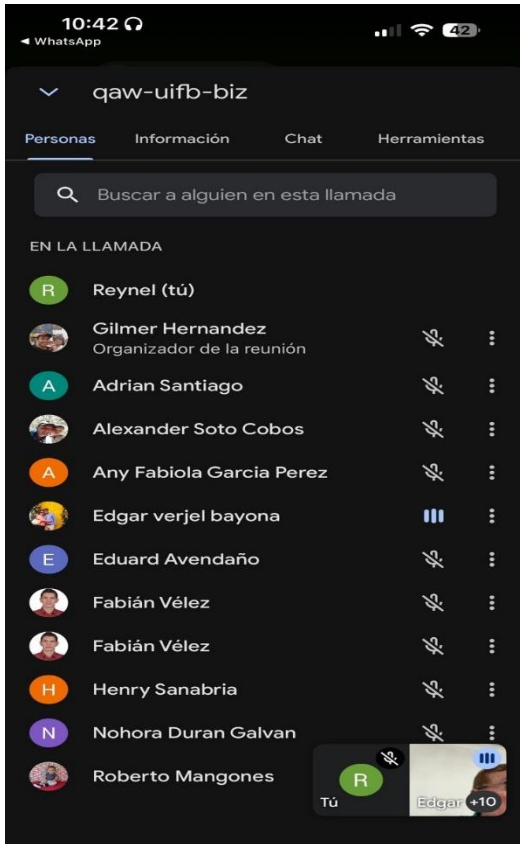 10:42
WhatsApp
42
qaw-uifb-biz
Personas Información Chat Herramientas
Buscar a alguien en esta llamada
EN LA LLAMADA
R Reynel (tú)
Gilmer Hernandez
Organizador de la reunión
A Adrian Santiago
Alexander Soto Cobos
A Any Fabiola Garcia Perez
Edgar verjel bayona
E Eduard Avendaño
Fabián Vélez
Fabián Vélez
H Henry Sanabria
N Nohora Duran Galvan
Roberto Mangones
R
Tú Edgar +10